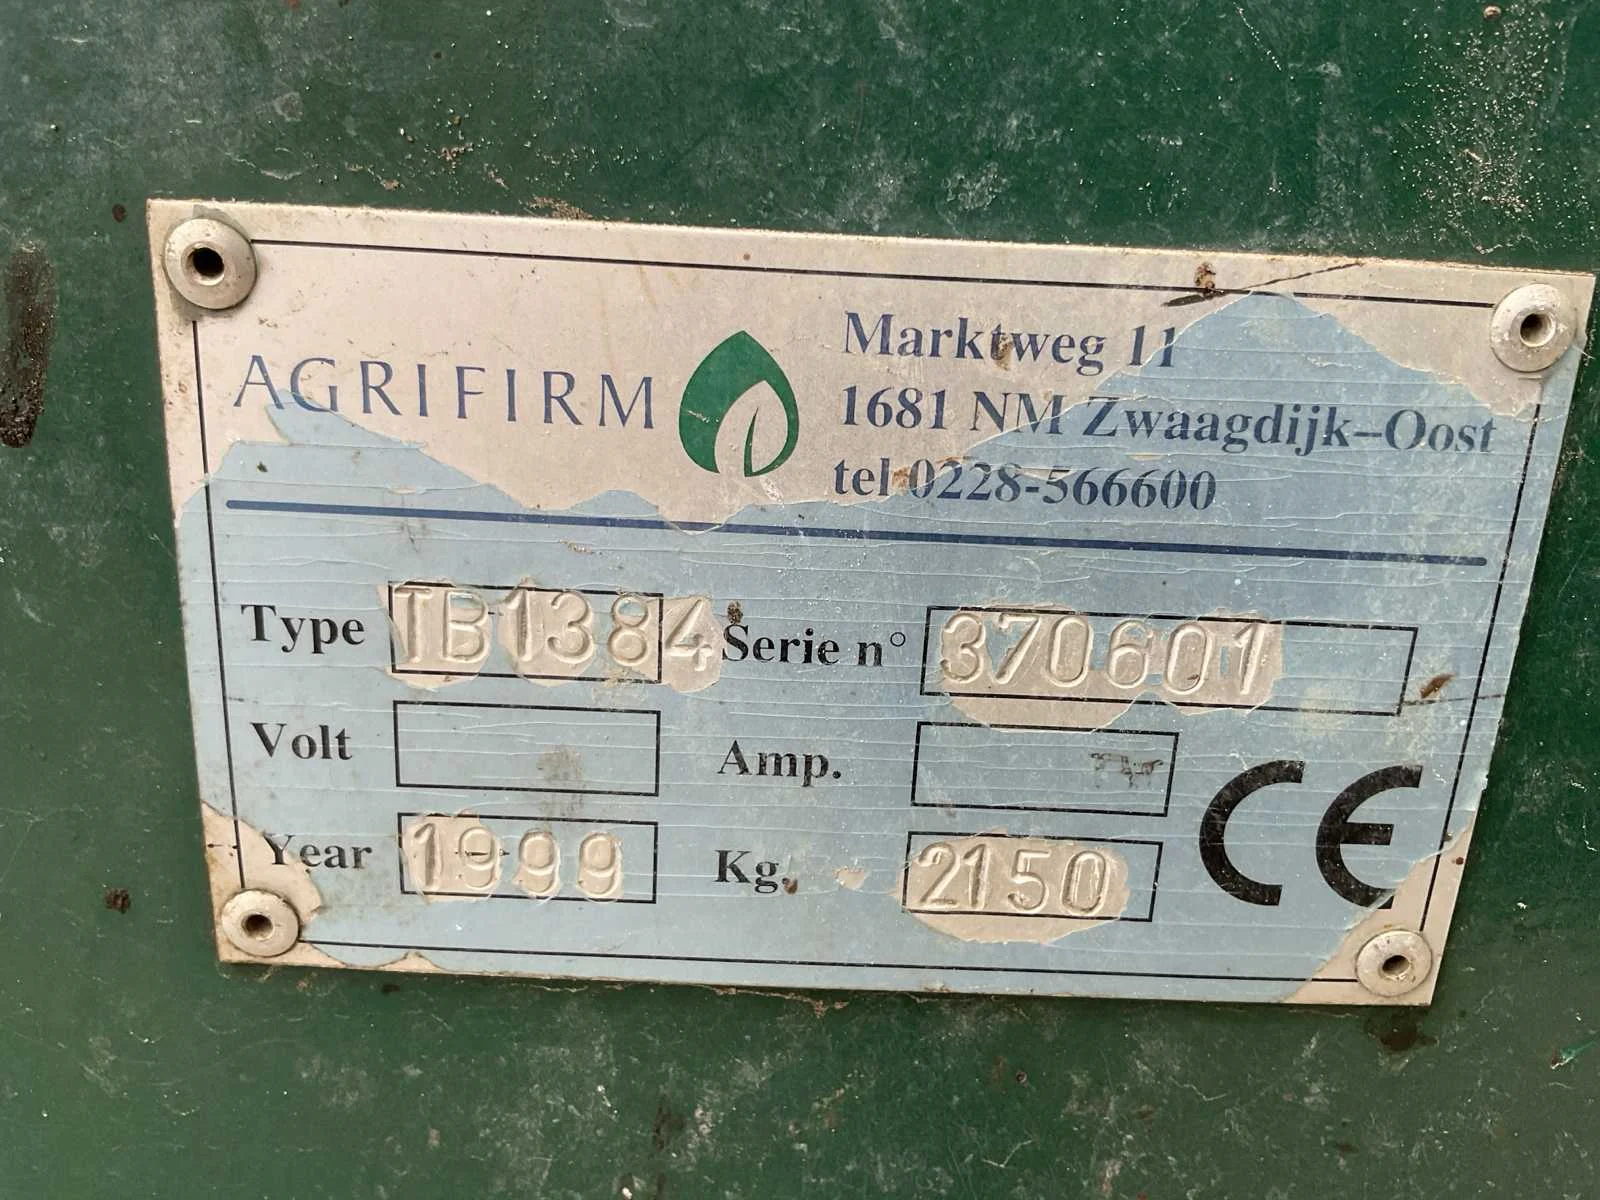 AGRIFIRM
Marktweg 11
1681 NM Zwaagdijk-Oost
tel 0228-566600
Type TB1384 Serie n° 370601
Volt Amp.
Year 1999 Kg. 2150
CE